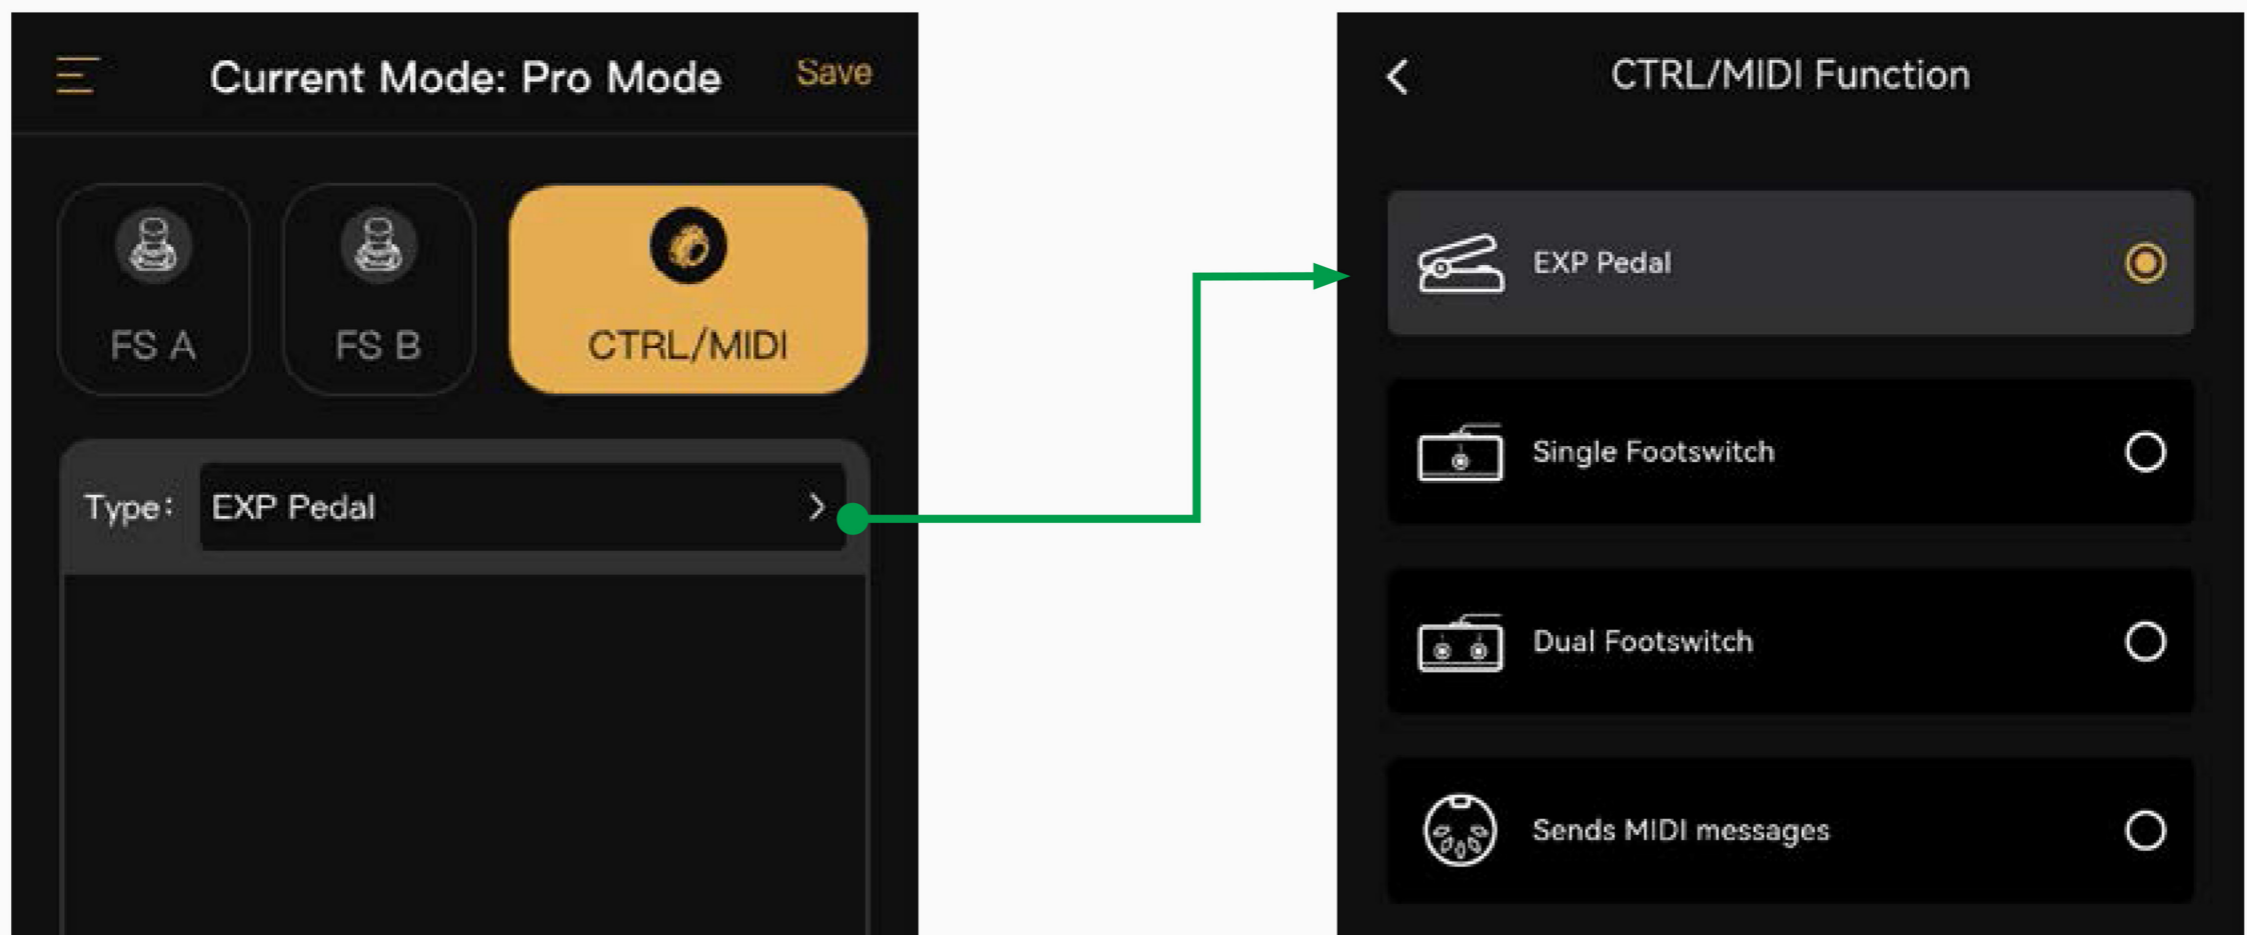 Current Mode: Pro Mode
Save
FS A
FS B
CTRL/MIDI
Type: EXP Pedal
CTRL/MIDI Function
EXP Pedal
Single Footswitch
Dual Footswitch
Sends MIDI messages